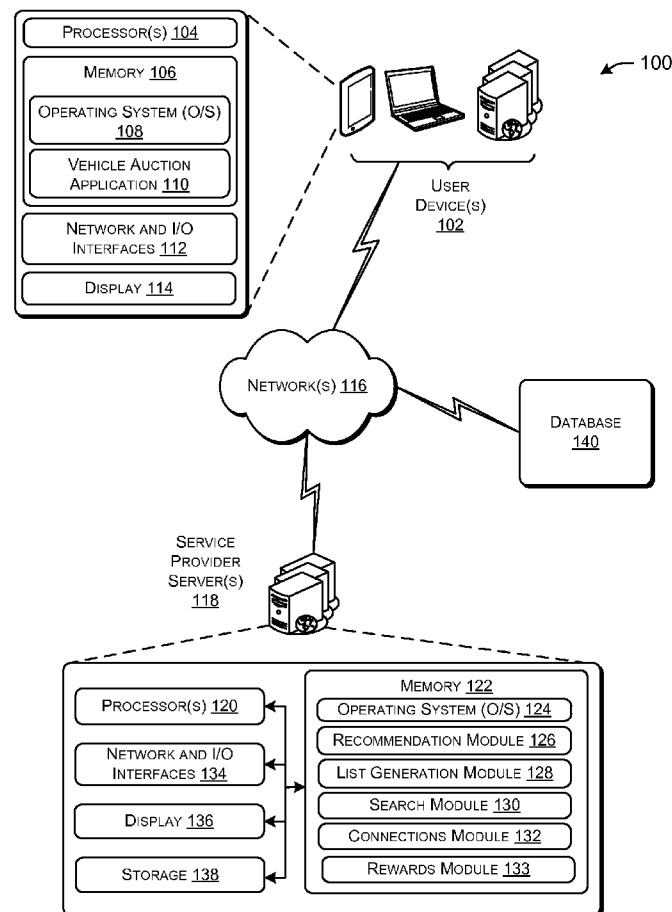 PROCESSOR(S) 104
MEMORY 106
OPERATING SYSTEM (O/S)
108
VEHICLE AUCTION
APPLICATION 110
NETWORK AND I/O
INTERFACES 112
DISPLAY 114
100
USER
DEVICE(S)
102
NETWORK(S) 116
DATABASE
140
SERVICE
PROVIDER
SERVER(S)
118
PROCESSOR(S) 120
NETWORK AND I/O
INTERFACES 134
DISPLAY 136
STORAGE 138
MEMORY 122
OPERATING SYSTEM (O/S) 124
RECOMMENDATION MODULE 126
LIST GENERATION MODULE 128
SEARCH MODULE 130
CONNECTIONS MODULE 132
REWARDS MODULE 133